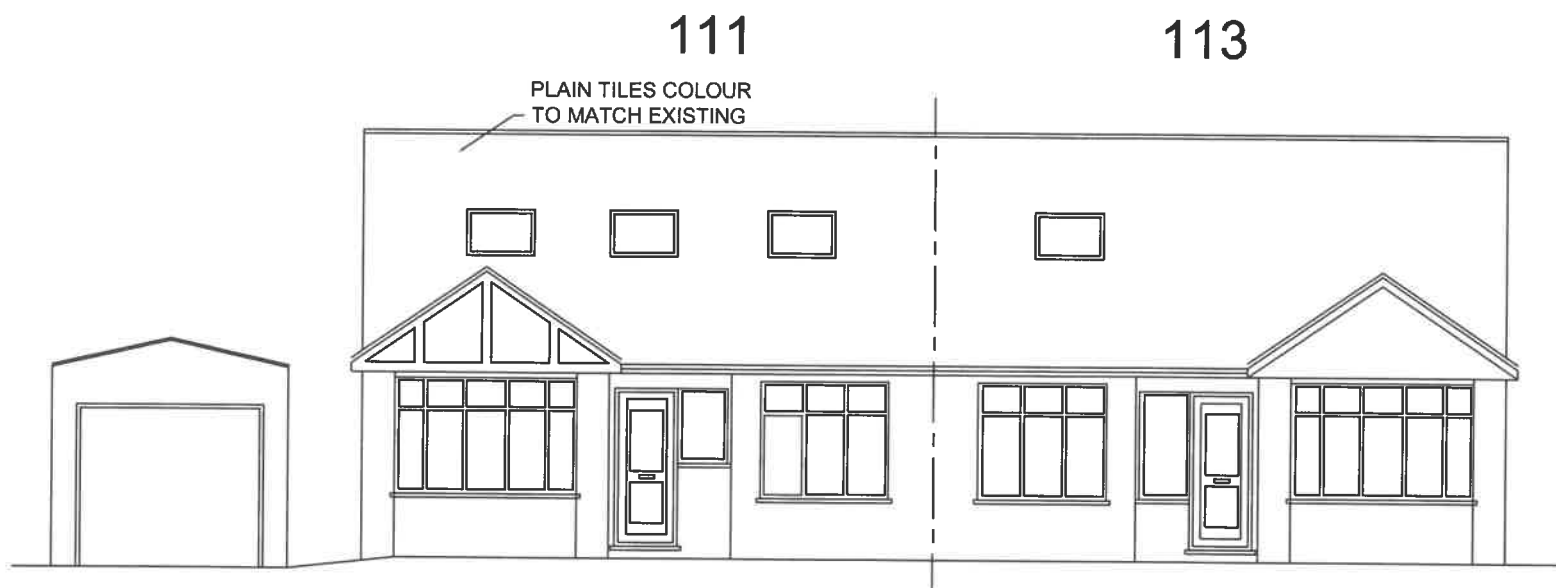 111
113
PLAIN TILES COLOUR
TO MATCH EXISTING